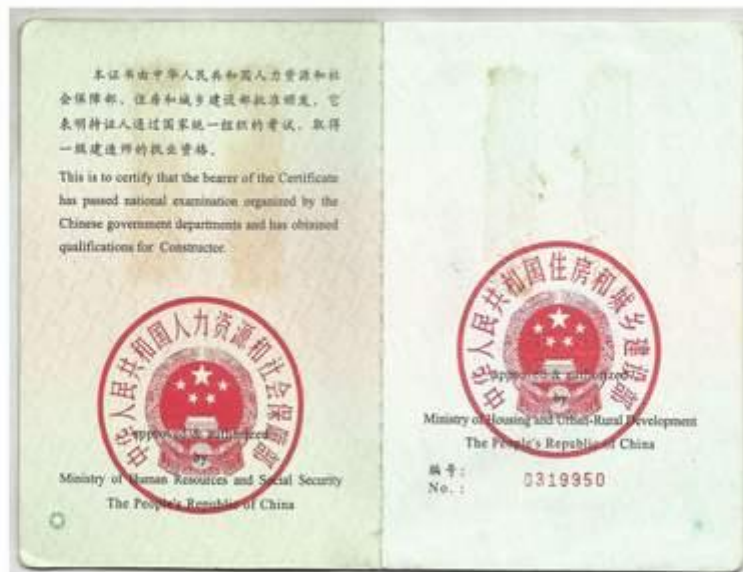 本证书由中华人民共和国人力资源和社
会保障部、住房和城乡建设部批准颁发。它
表明持证人通过国家统一组织的考试，取得
一级建造师的执业资格。
This is to certify that the bearer of the Certificate
has passed national examination organized by the
Chinese government departments and has obtained
qualifications for Constructor.
中华人民共和国人力资源和社会保障部
approved & authorized
by
Ministry of Human Resources and Social Security
The People's Republic of China
中华人民共和国住房和城乡建设部
Approved & authorized
by
Ministry of Housing and Urban-Rural Development
The People's Republic of China
编号:
No. : 0319950